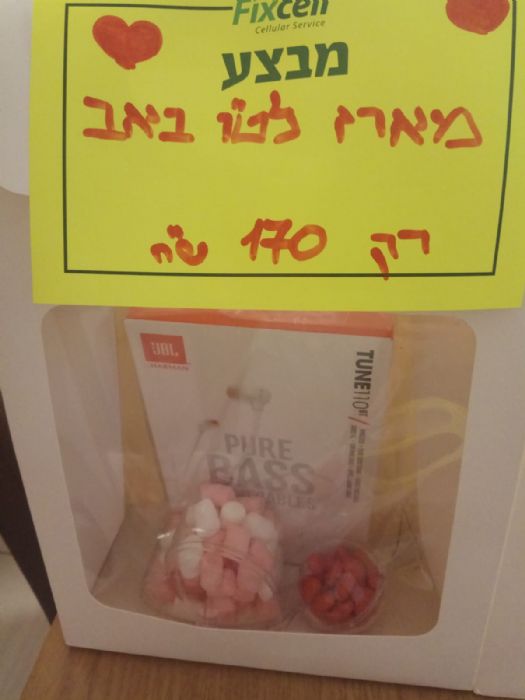 Fixcell
Cellular Service
מבצע
מארז לט"ו באב
רק 170 ש"ח
JBL
HARMAN
TUNE110BT
PURE
BASS